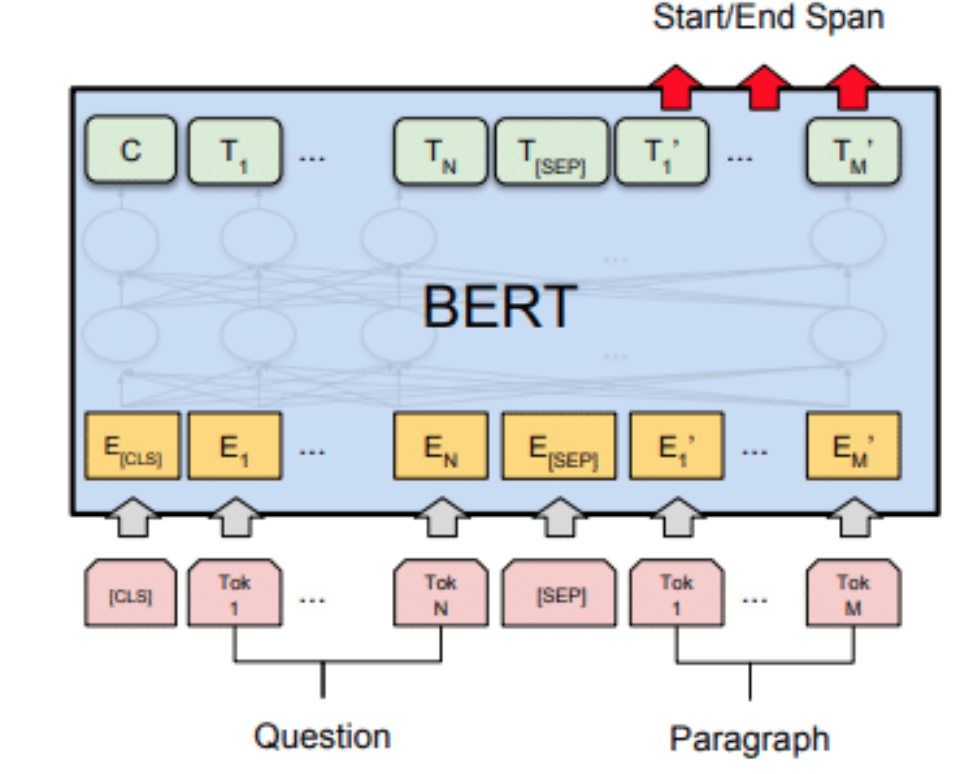 Start/End Span
C T1 ... TN T[SEP] T1’ ... TM’
...
BERT
...
E[CLS] E1 ... EN E[SEP] E1’ ... EM’
[CLS] Tok 1 ... Tok N [SEP] Tok 1 ... Tok M
Question Paragraph